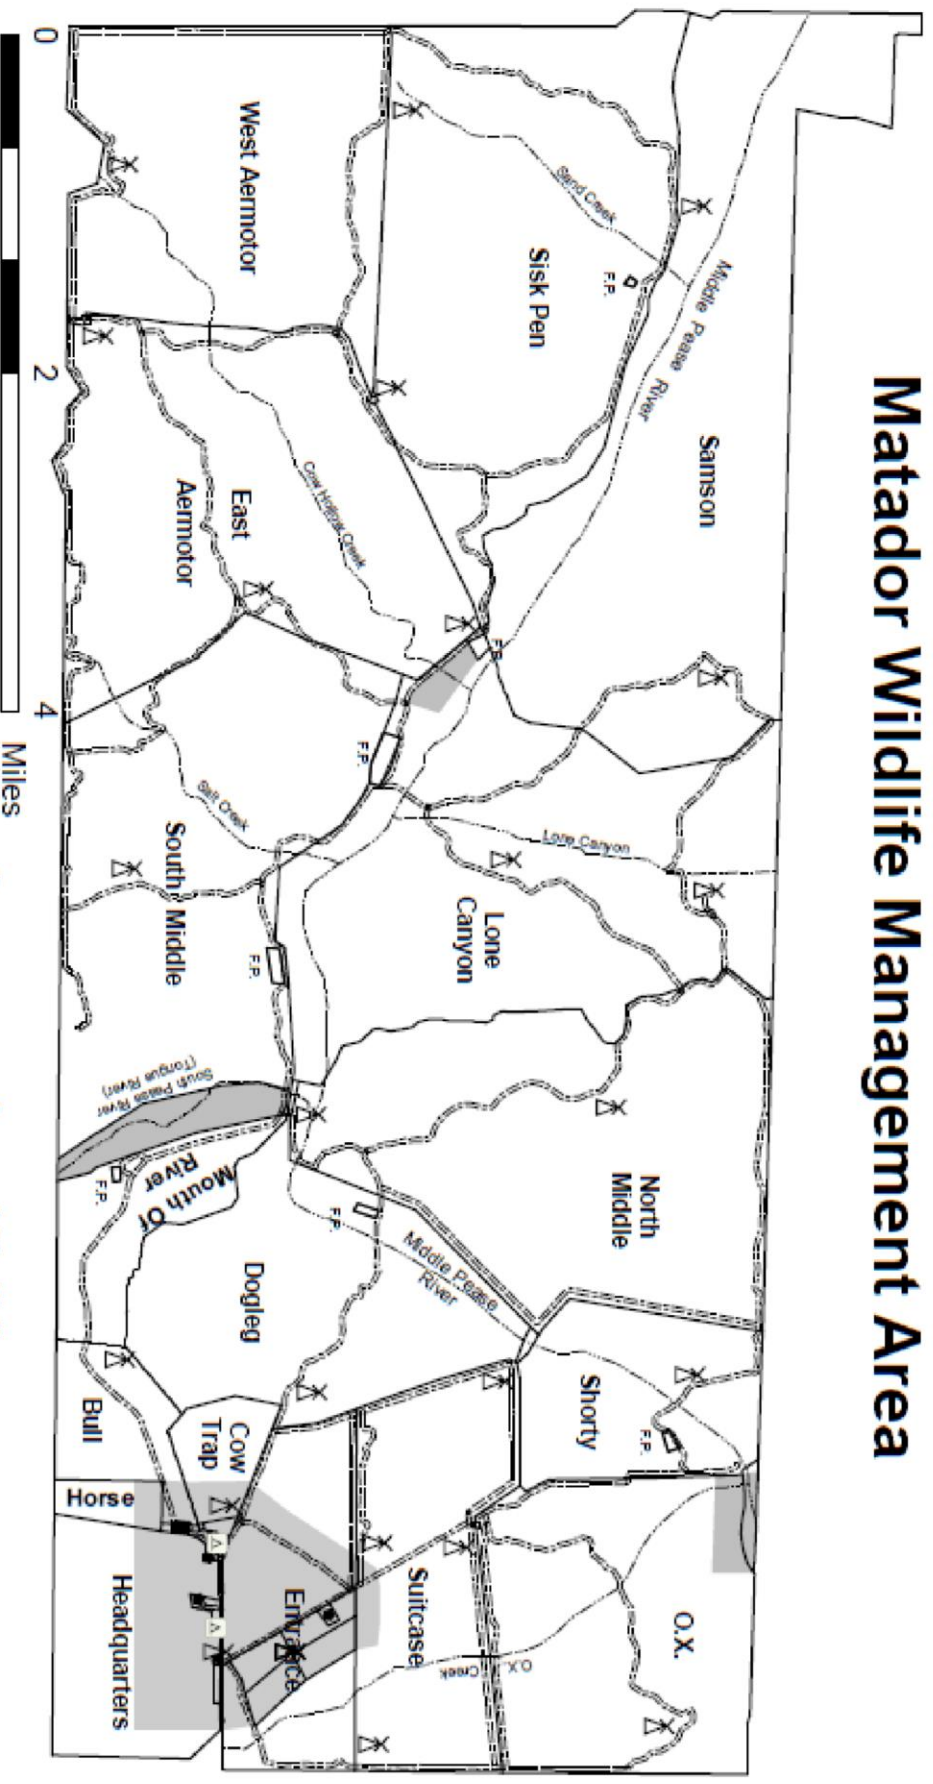 Matador Wildlife Management Area
Samson
Middle Pease River
Sand Creek
F.P.
Sisk Pen
West Aermotor
Cow Hollow Creek
East
Aermotor
F.P.
F.P.
Salt Creek
South Middle
F.P.
Lone Canyon
Lone
Canyon
North
Middle
South Pease River
(Tongue River)
F.P.
Mouth Of
River
F.P.
Middle Pease
River
Dogleg
Shorty
F.P.
Bull
Cow
Trap
Horse
Headquarters
Entrance
Suitcase
O.X.
O.X. Creek
0
2
4
Miles